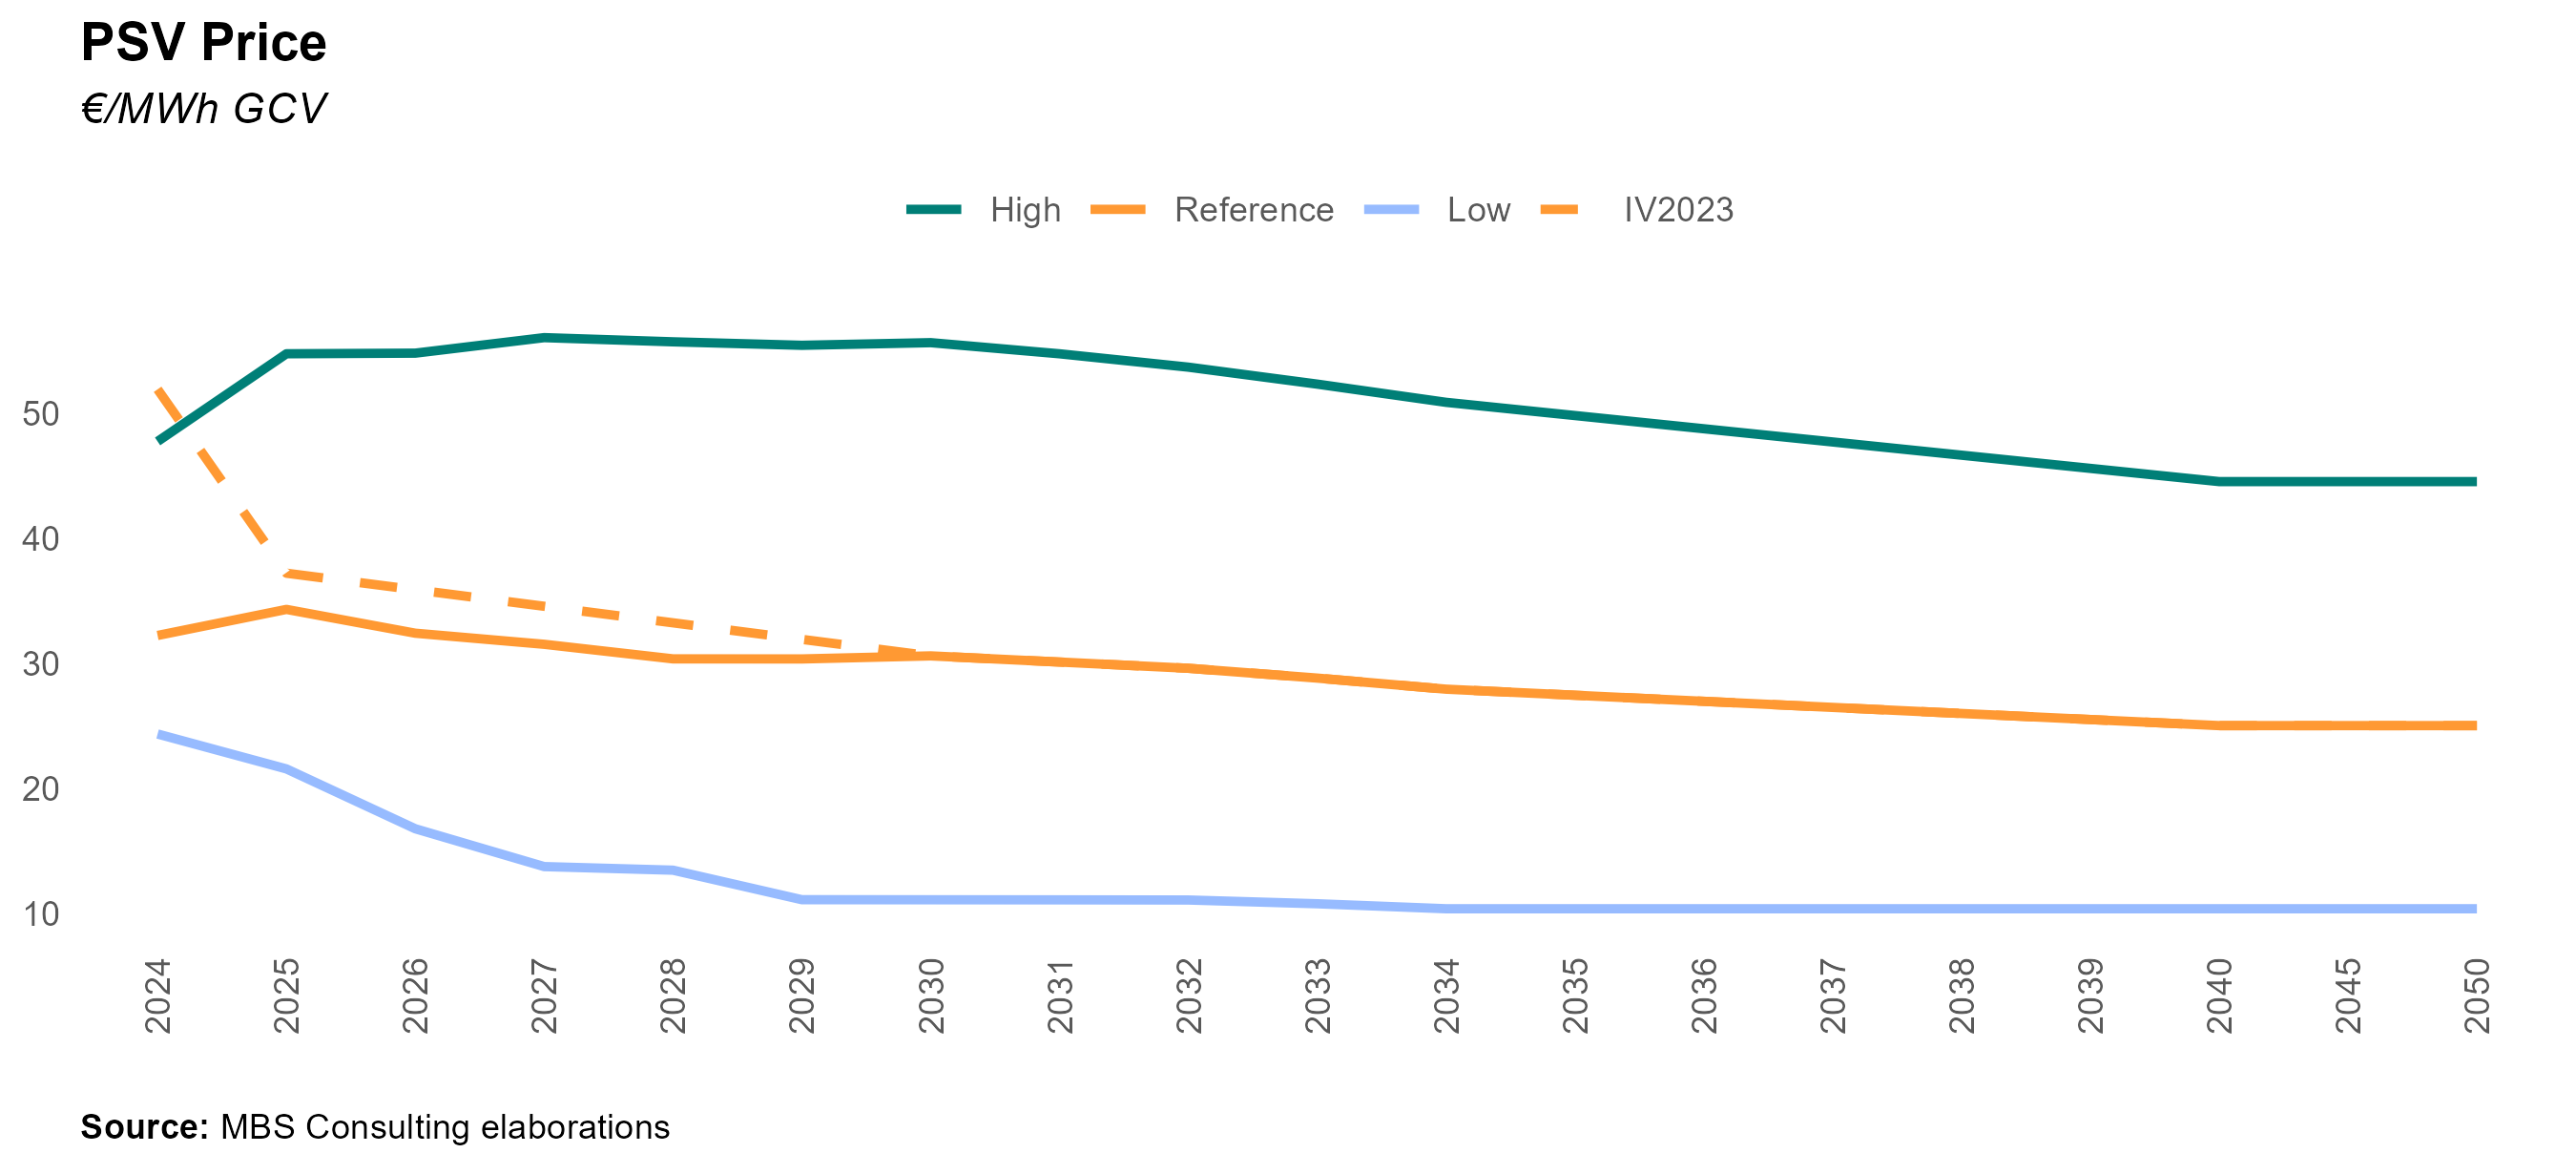 PSV Price
€/MWh GCV
High Reference Low IV2023
50
40
30
20
10
2024 2025 2026 2027 2028 2029 2030 2031 2032 2033 2034 2035 2036 2037 2038 2039 2040 2045 2050
Source: MBS Consulting elaborations